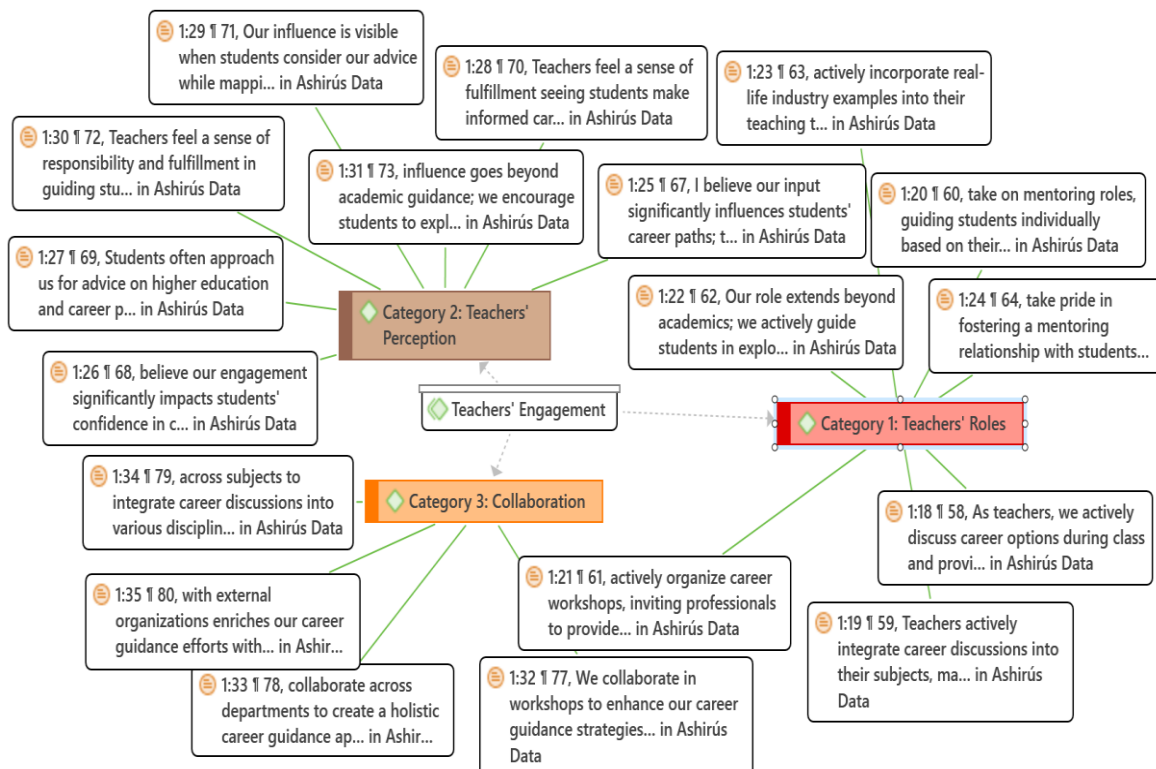 1:29 ¶ 71, Our influence is visible
when students consider our advice
while mappi... in Ashirús Data
1:28 ¶ 70, Teachers feel a sense of
fulfillment seeing students make
informed car... in Ashirús Data
1:23 ¶ 63, actively incorporate real-
life industry examples into their
teaching t... in Ashirús Data
1:30 ¶ 72, Teachers feel a sense of
responsibility and fulfillment in
guiding stu... in Ashirús Data
1:31 ¶ 73, influence goes beyond
academic guidance; we encourage
students to expl... in Ashirús Data
1:25 ¶ 67, I believe our input
significantly influences students'
career paths; t... in Ashirús Data
1:20 ¶ 60, take on mentoring roles,
guiding students individually
based on their... in Ashirús Data
1:27 ¶ 69, Students often approach
us for advice on higher education
and career p... in Ashirús Data
1:22 ¶ 62, Our role extends beyond
academics; we actively guide
students in explo... in Ashirús Data
1:24 ¶ 64, take pride in
fostering a mentoring
relationship with students...
Category 2: Teachers'
Perception
1:26 ¶ 68, believe our engagement
significantly impacts students'
confidence in c... in Ashirús Data
Teachers' Engagement
Category 1: Teachers' Roles
1:34 ¶ 79, across subjects to
integrate career discussions into
various disciplin... in Ashirús Data
Category 3: Collaboration
1:18 ¶ 58, As teachers, we actively
discuss career options during class
and provi... in Ashirús Data
1:35 ¶ 80, with external
organizations enriches our career
guidance efforts with... in Ashir...
1:21 ¶ 61, actively organize career
workshops, inviting professionals
to provide... in Ashirús Data
1:19 ¶ 59, Teachers actively
integrate career discussions into
their subjects, ma... in Ashirús
Data
1:33 ¶ 78, collaborate across
departments to create a holistic
career guidance ap... in Ashir...
1:32 ¶ 77, We collaborate in
workshops to enhance our career
guidance strategies... in Ashirús
Data